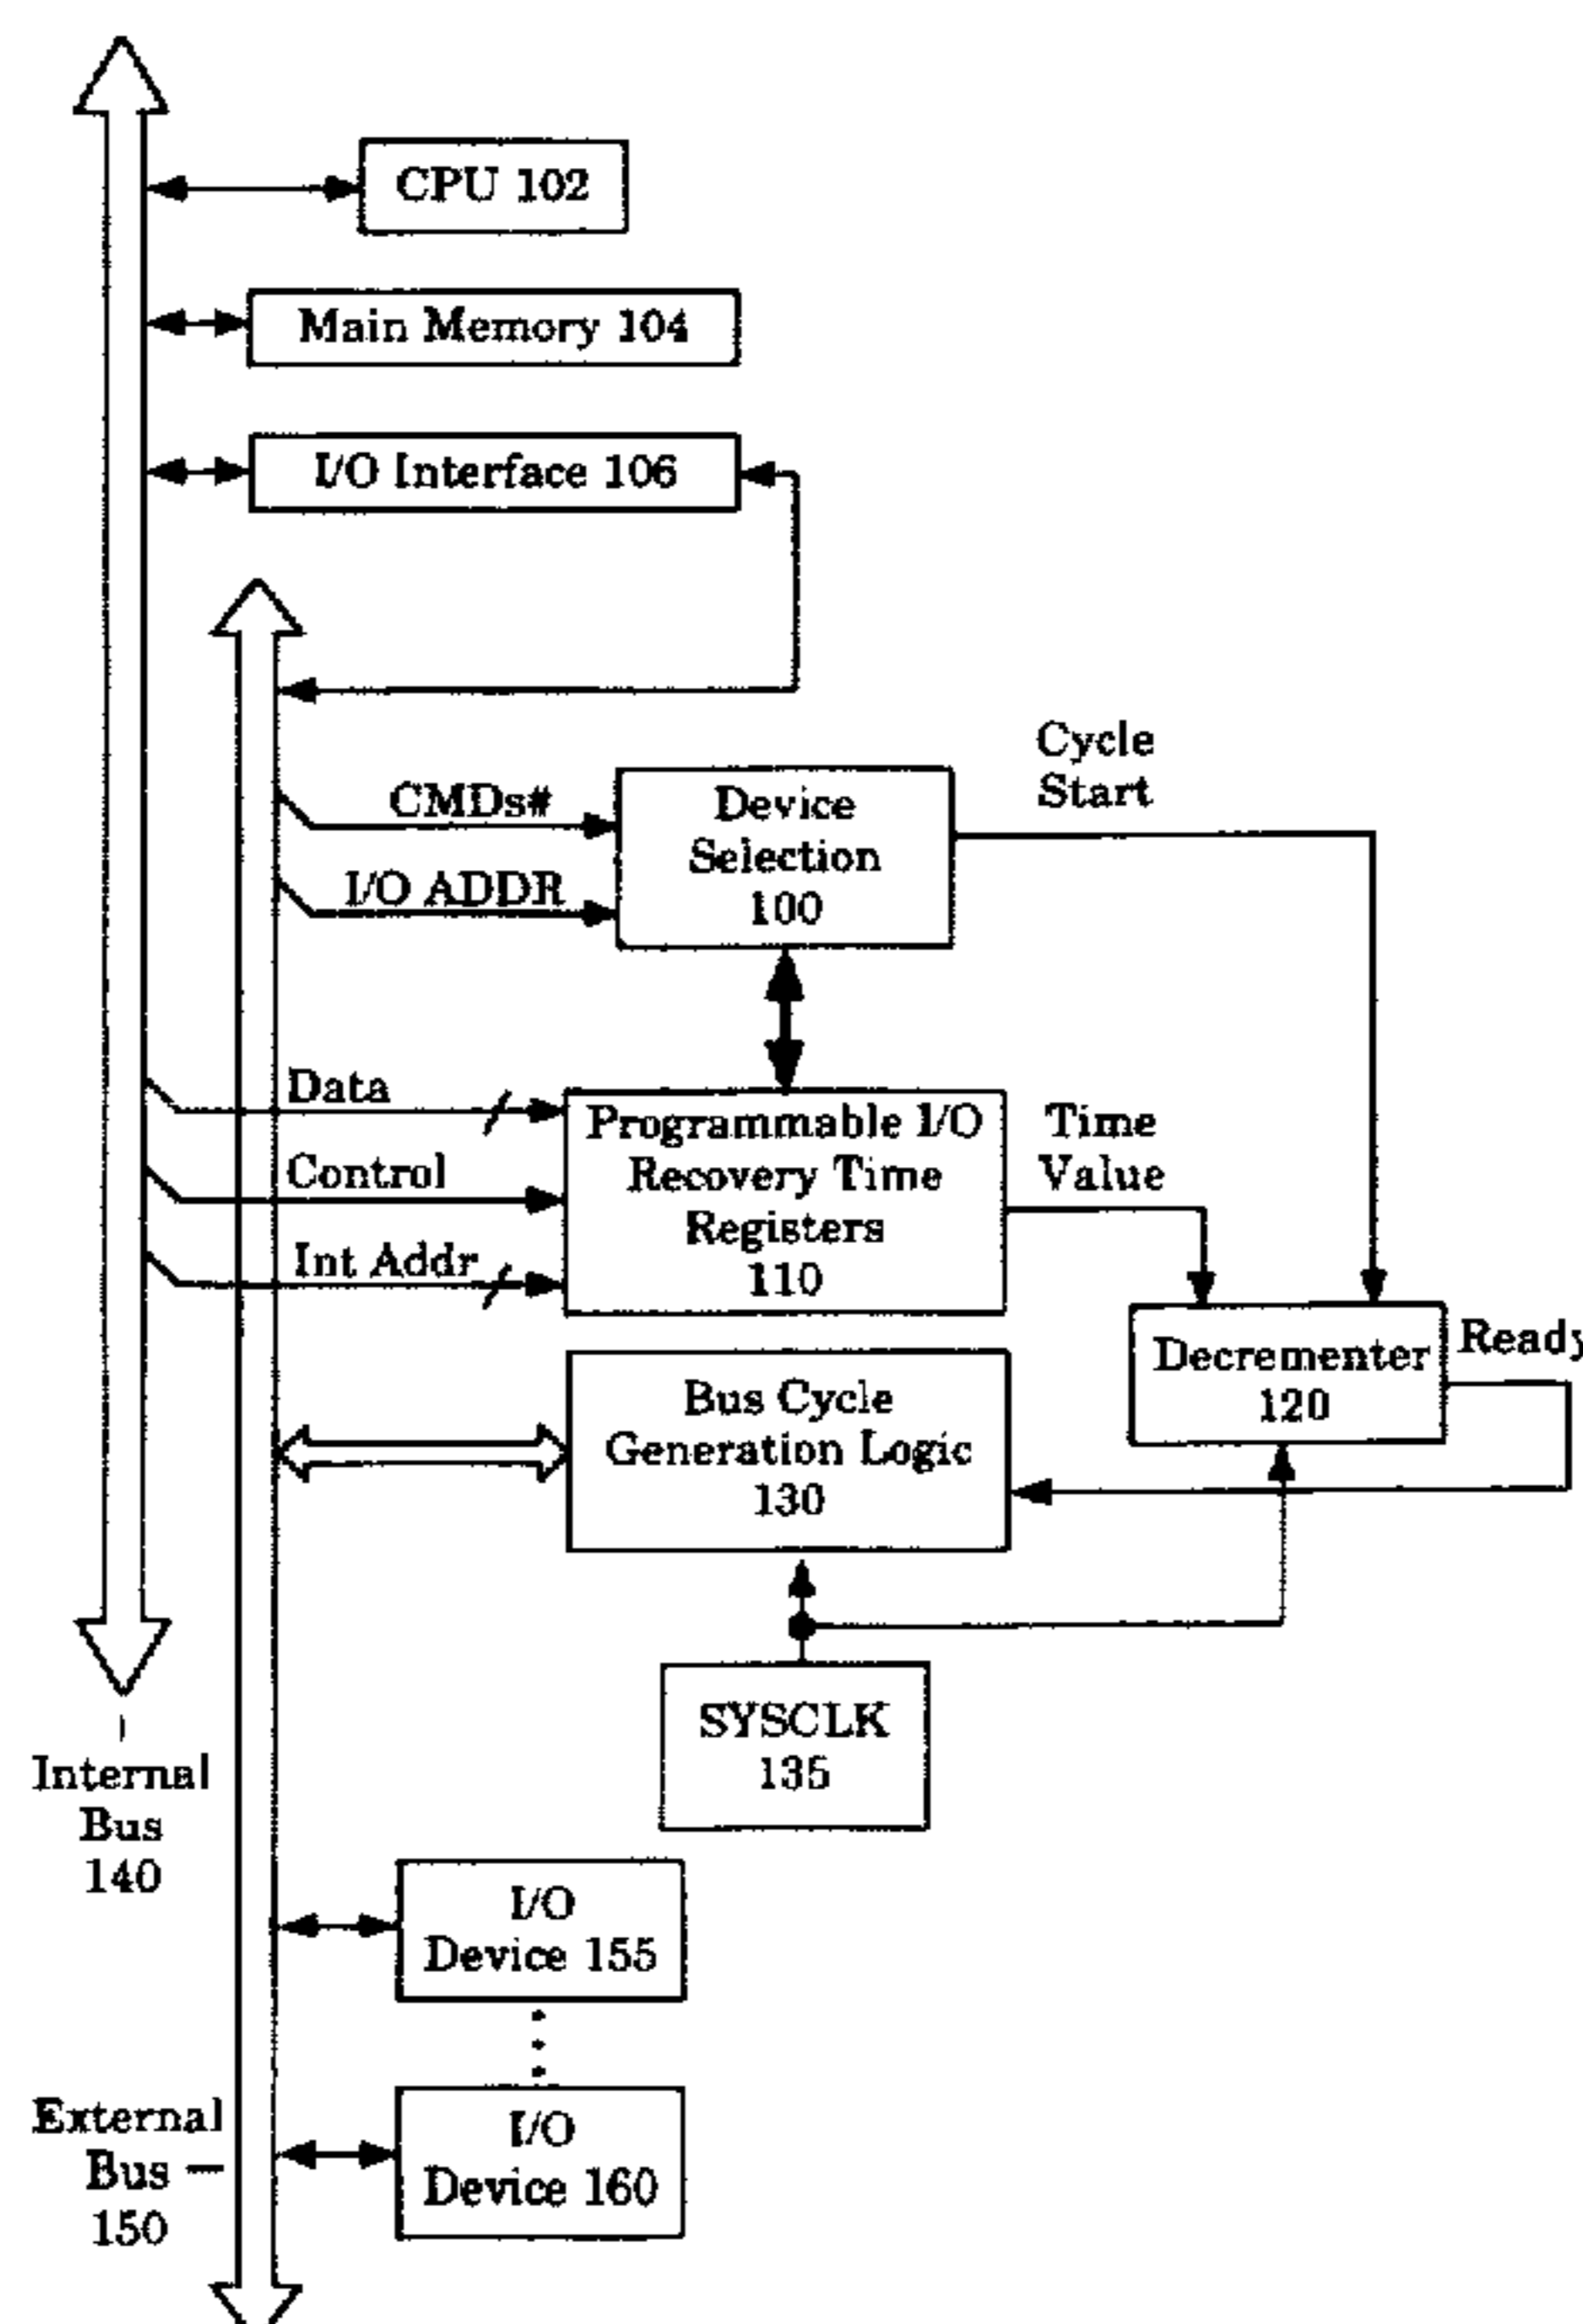 CPU 102
Main Memory 104
I/O Interface 106
Cycle
Start
CMDs#
I/O ADDR
Device
Selection
100
Data
Control
Int Addr
Programmable I/O
Recovery Time
Registers
110
Time
Value
Decrementer
120
Ready
Bus Cycle
Generation Logic
130
SYSCLK
135
Internal
Bus
140
I/O
Device 155
External
Bus
150
I/O
Device 160